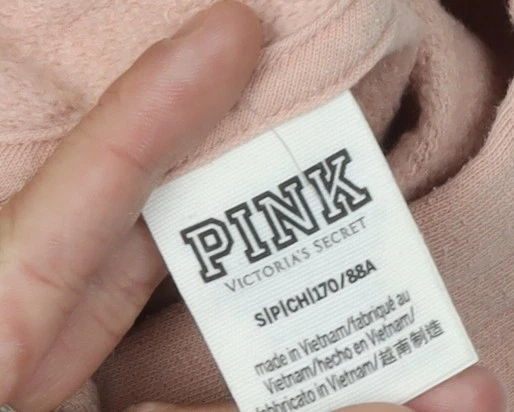 PINK
VICTORIA'S SECRET
S|P|CH|170/88A
made in Vietnam/fabriqué au
Vietnam/hecho en Vietnam/
fabbricato in Vietnam/越南制造